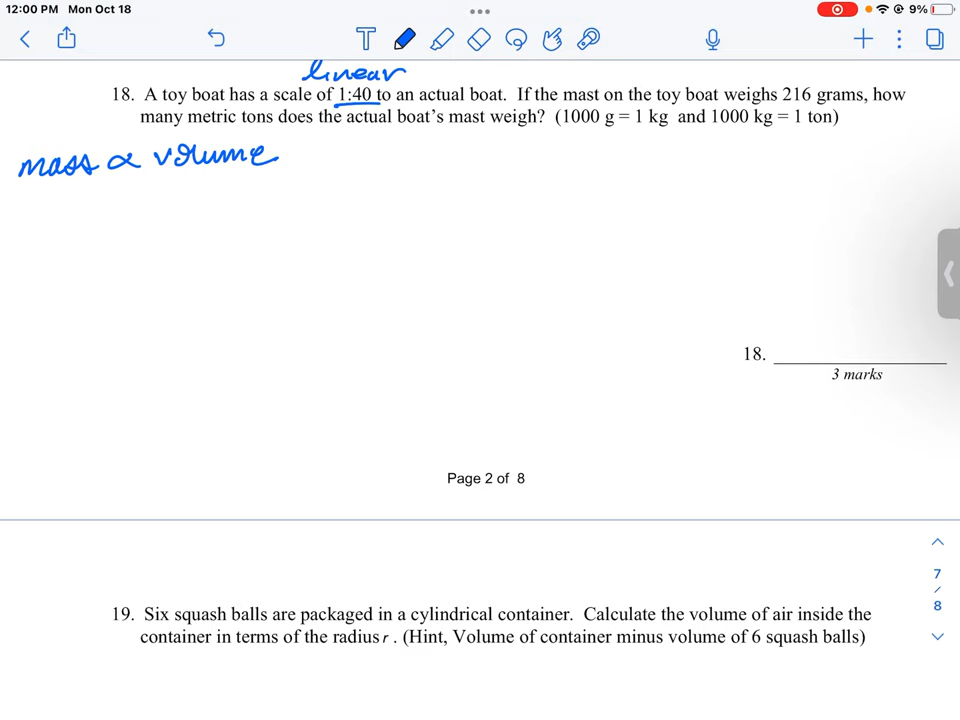 12:00 PM Mon Oct 18
9%
T
linear
18. A toy boat has a scale of 1:40 to an actual boat. If the mast on the toy boat weighs 216 grams, how
many metric tons does the actual boat's mast weigh? (1000 g = 1 kg and 1000 kg = 1 ton)
mass ∝ volume
18. ____________________
3 marks
Page 2 of 8
7
/
8
19. Six squash balls are packaged in a cylindrical container. Calculate the volume of air inside the
container in terms of the radius r . (Hint, Volume of container minus volume of 6 squash balls)